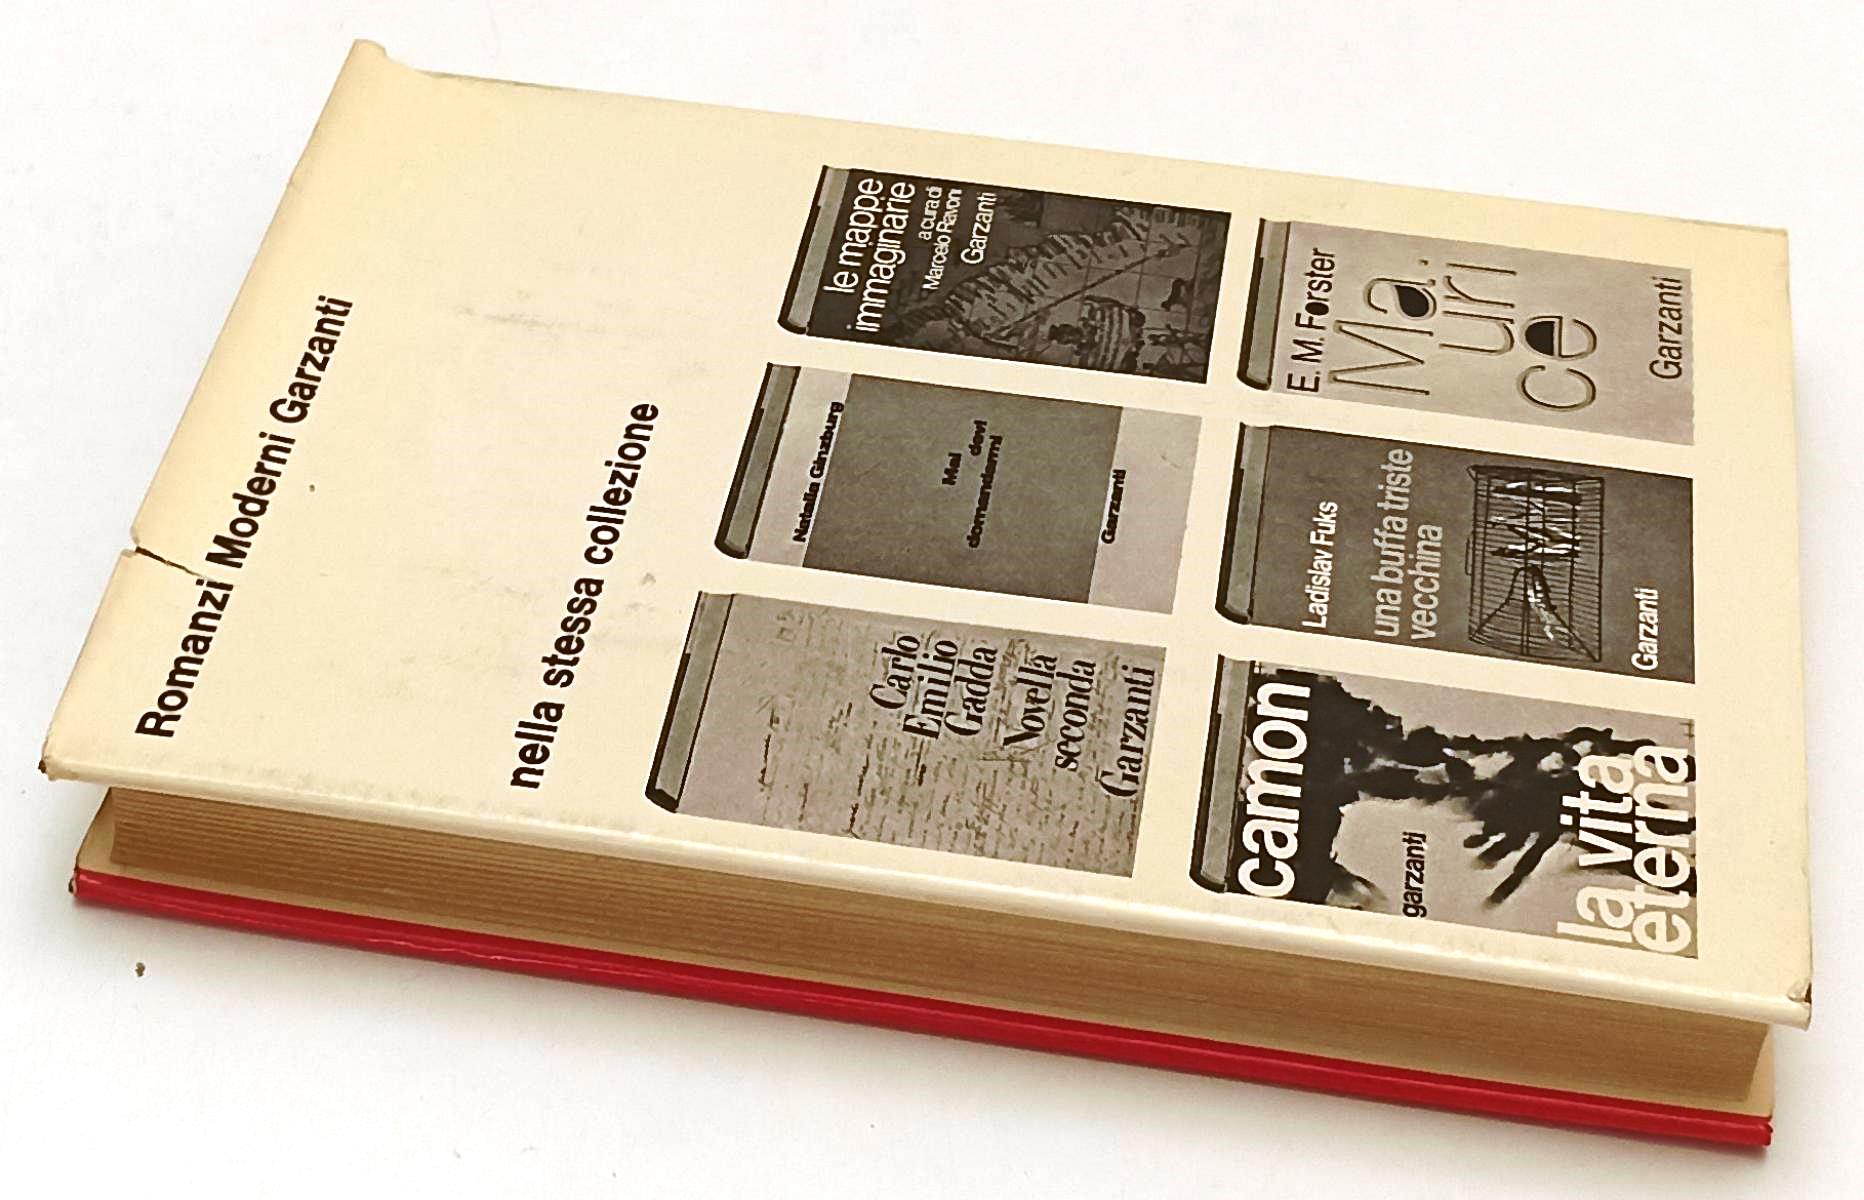 Romanzi Moderni Garzanti
nella stessa collezione
Carlo
Emilio
Gadda
Novella
seconda
Garzanti
Natalia Ginzburg
Mai
devi
domandarmi
Garzanti
le mappe
immaginarie
a cura di
Marcelo Ravoni
Garzanti
camon
garzanti
la vita
eterna
Ladislav Fuks
una buffa triste
vecchina
Garzanti
E. M. Forster
Ma
uri
ce
Garzanti